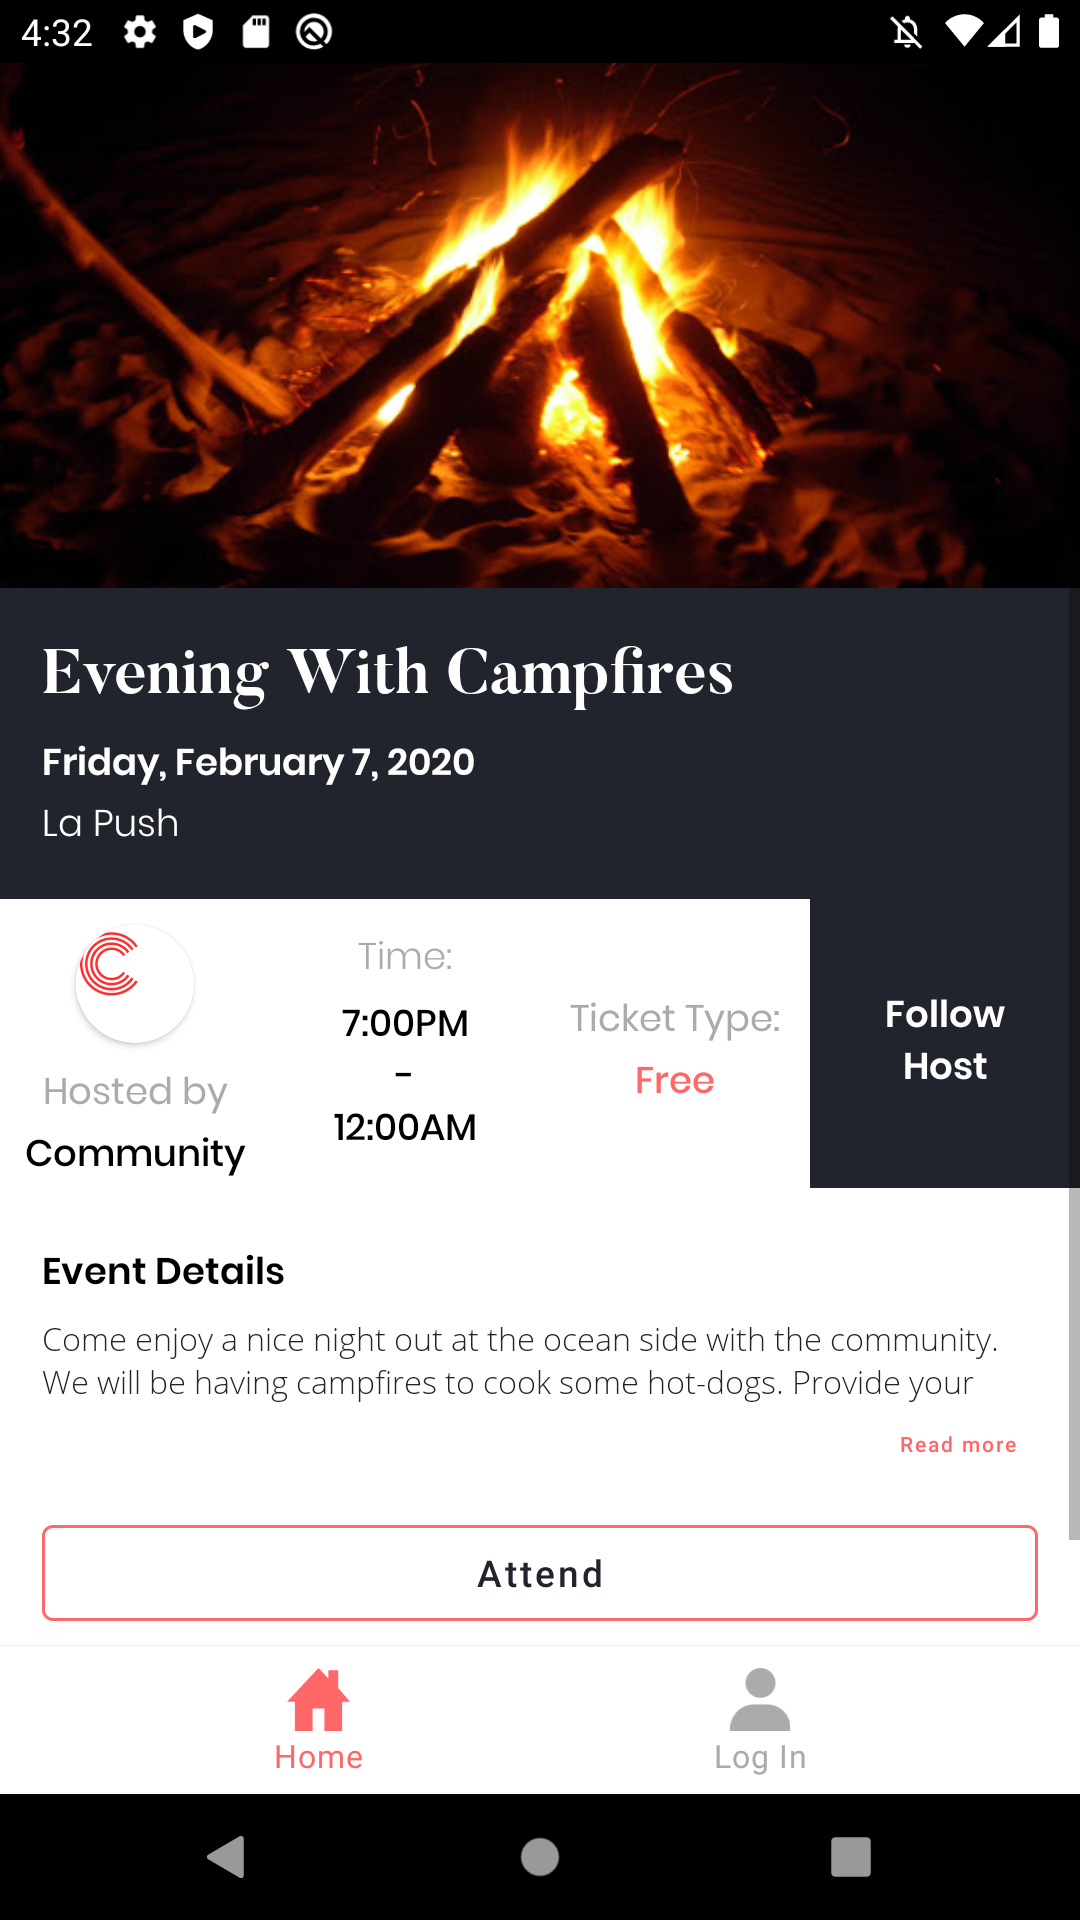 4:32
Evening With Campfires
Friday, February 7, 2020
La Push
Hosted by
Community
Time:
7:00PM
-
12:00AM
Ticket Type:
Free
Follow
Host
Event Details
Come enjoy a nice night out at the ocean side with the community.
We will be having campfires to cook some hot-dogs. Provide your
Read more
Attend
Home
Log In